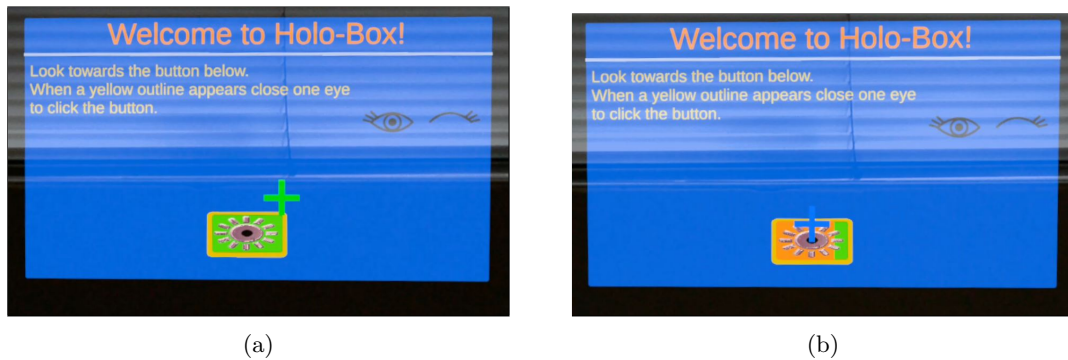 Welcome to Holo-Box!
Look towards the button below.
When a yellow outline appears close one eye
to click the button.
(a)
Welcome to Holo-Box!
Look towards the button below.
When a yellow outline appears close one eye
to click the button.
(b)